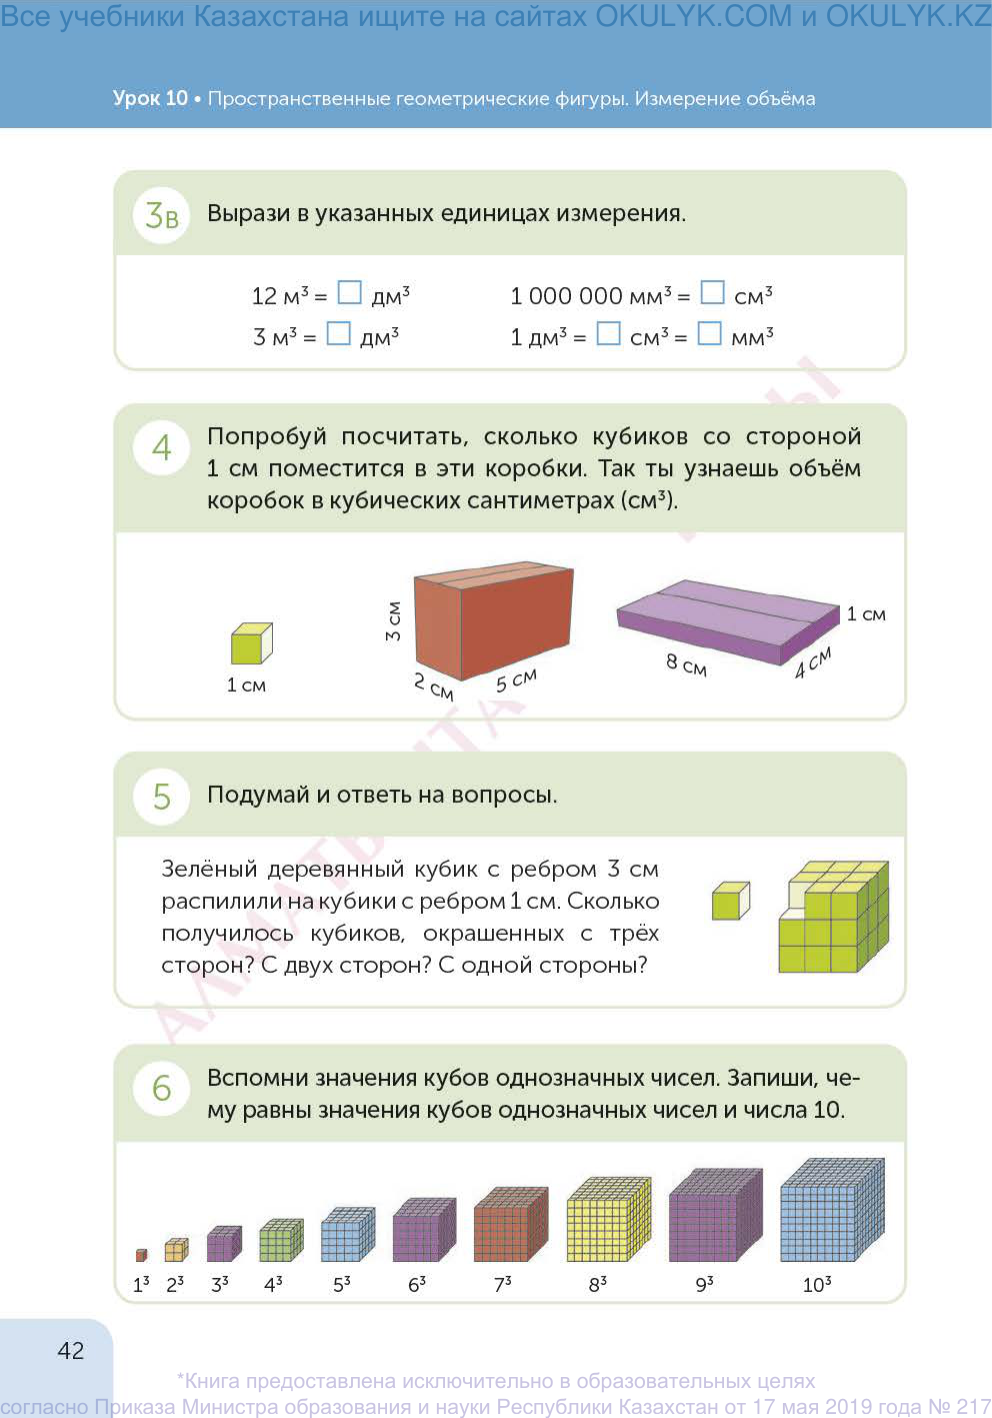 Все учебники Казахстана ищите на сайтах OKULYK.COM и OKULYK.KZ
Урок 10 • Пространственные геометрические фигуры. Измерение объёма
3в Вырази в указанных единицах измерения.
12 м³ = □ дм³ 1 000 000 мм³ = □ см³
3 м³ = □ дм³ 1 дм³ = □ см³ = □ мм³
4 Попробуй посчитать, сколько кубиков со стороной
1 см поместится в эти коробки. Так ты узнаешь объём
коробок в кубических сантиметрах (см³).
1 см
3 см
2 см
5 см
8 см
4 см
1 см
5 Подумай и ответь на вопросы.
Зелёный деревянный кубик с ребром 3 см
распилили на кубики с ребром 1 см. Сколько
получилось кубиков, окрашенных с трёх
сторон? С двух сторон? С одной стороны?
6 Вспомни значения кубов однозначных чисел. Запиши, че-
му равны значения кубов однозначных чисел и числа 10.
1³ 2³ 3³ 4³ 5³ 6³ 7³ 8³ 9³ 10³
42
*Книга предоставлена исключительно в образовательных целях
согласно Приказа Министра образования и науки Республики Казахстан от 17 мая 2019 года № 217